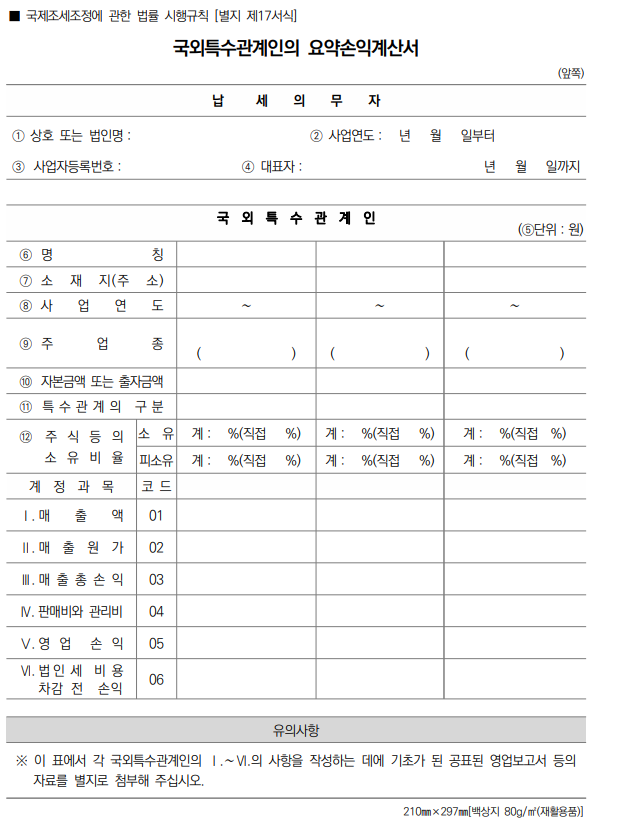 ■ 국제조세조정에 관한 법률 시행규칙 [별지 제17서식]
국외특수관계인의 요약손익계산서
(앞쪽)
납 세 의 무 자
① 상호 또는 법인명 : ② 사업연도 : 년 월 일부터
③ 사업자등록번호 : ④ 대표자 : 년 월 일까지
국 외 특 수 관 계 인
(⑤단위 : 원)
⑥ 명 칭
⑦ 소 재 지(주 소)
⑧ 사 업 연 도 ~ ~ ~
⑨ 주 업 종 ( ) ( ) ( )
⑩ 자본금액 또는 출자금액
⑪ 특수관계의 구분
⑫ 주 식 등 의 소 유 계 : %(직접 %) 계 : %(직접 %) 계 : %(직접 %)
소 유 비 율 피소유 계 : %(직접 %) 계 : %(직접 %) 계 : %(직접 %)
계 정 과 목 코 드
Ⅰ.매 출 액 01
Ⅱ.매 출 원 가 02
Ⅲ.매 출 총 손 익 03
Ⅳ.판매비와 관리비 04
Ⅴ.영 업 손 익 05
Ⅵ.법인세 비용
차감 전 손익 06
유의사항
※ 이 표에서 각 국외특수관계인의 Ⅰ.~Ⅵ.의 사항을 작성하는 데에 기초가 된 공표된 영업보고서 등의
자료를 별지로 첨부해 주십시오.
210㎜×297㎜[백상지 80g/㎡(재활용품)]